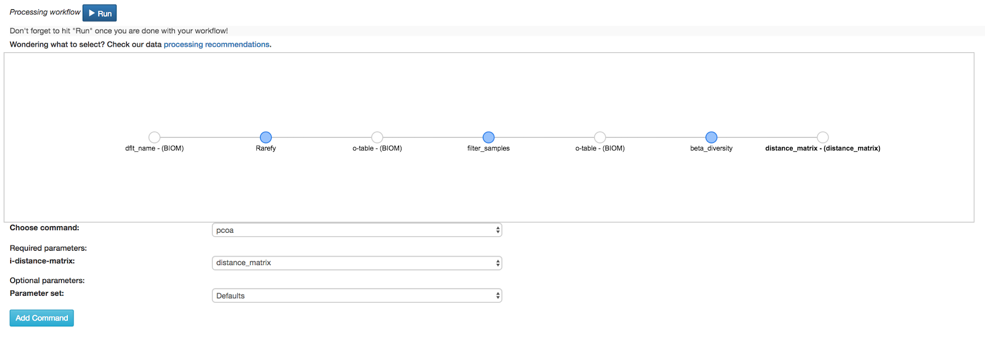 Processing workflow Run
Don't forget to hit "Run" once you are done with your workflow!
Wondering what to select? Check our data processing recommendations.
dflt_name - (BIOM) Rarefy o-table - (BIOM) filter_samples o-table - (BIOM) beta_diversity distance_matrix - (distance_matrix)
Choose command: pcoa
Required parameters:
i-distance-matrix: distance_matrix
Optional parameters:
Parameter set: Defaults
Add Command